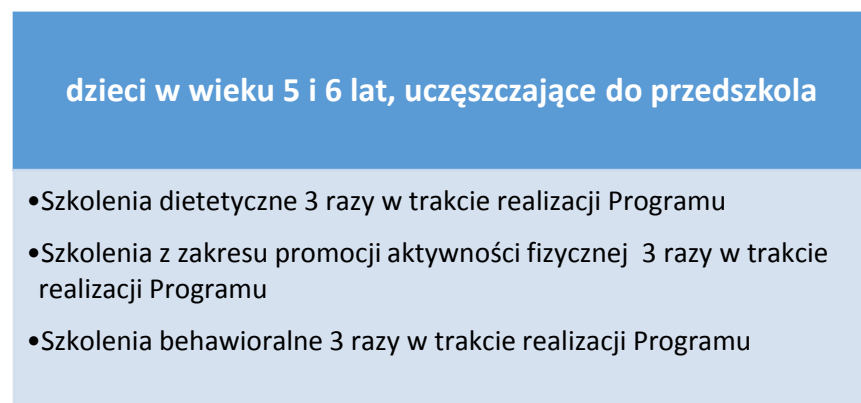 dzieci w wieku 5 i 6 lat, uczęszczające do przedszkola
•Szkolenia dietetyczne 3 razy w trakcie realizacji Programu
•Szkolenia z zakresu promocji aktywności fizycznej  3 razy w trakcie
realizacji Programu
•Szkolenia behawioralne 3 razy w trakcie realizacji Programu